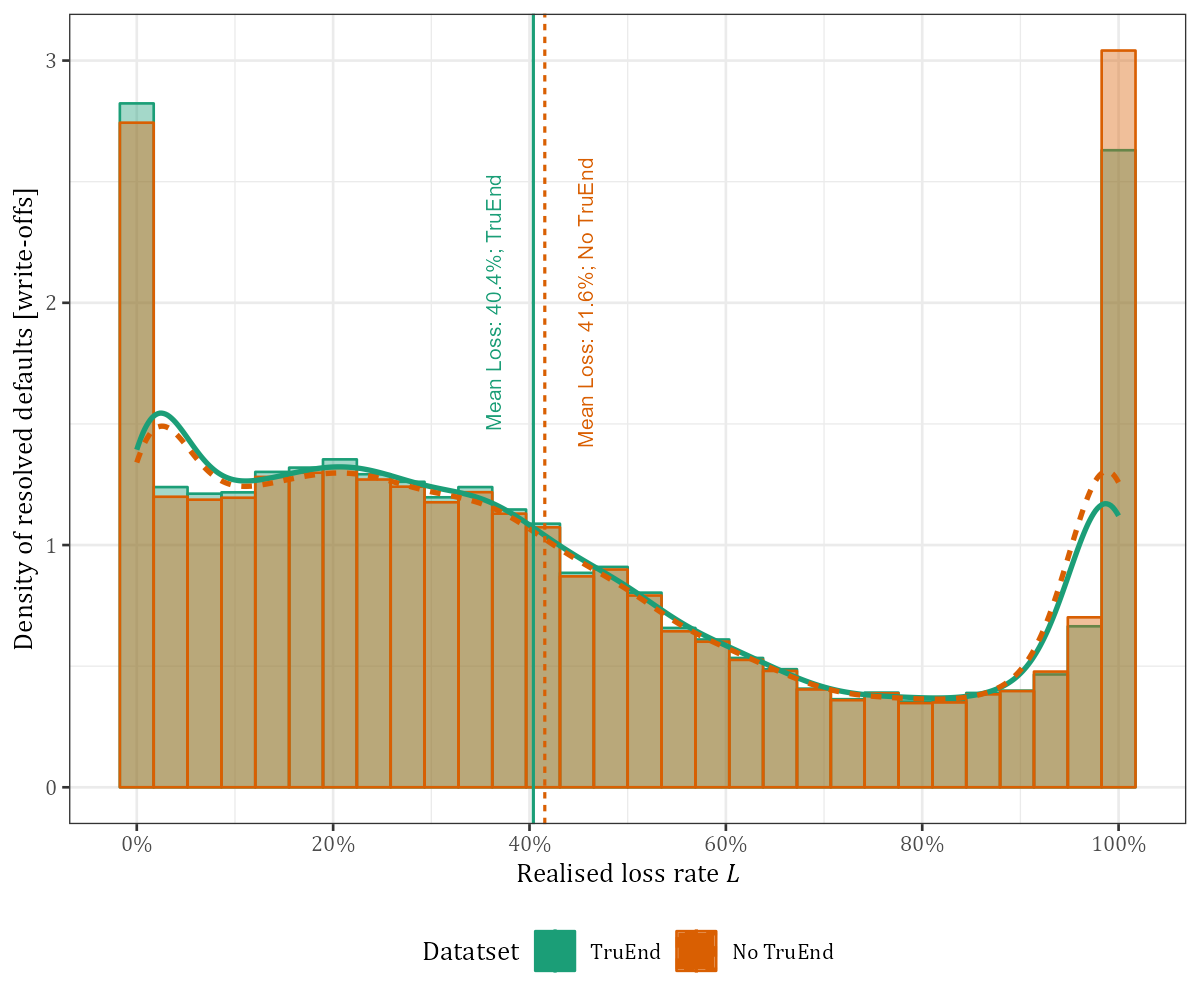 Density of resolved defaults [write-offs]
3
2
1
0
Mean Loss: 40.4%; TruEnd
Mean Loss: 41.6%; No TruEnd
0%
20%
40%
60%
80%
100%
Realised loss rate L
Datatset TruEnd No TruEnd